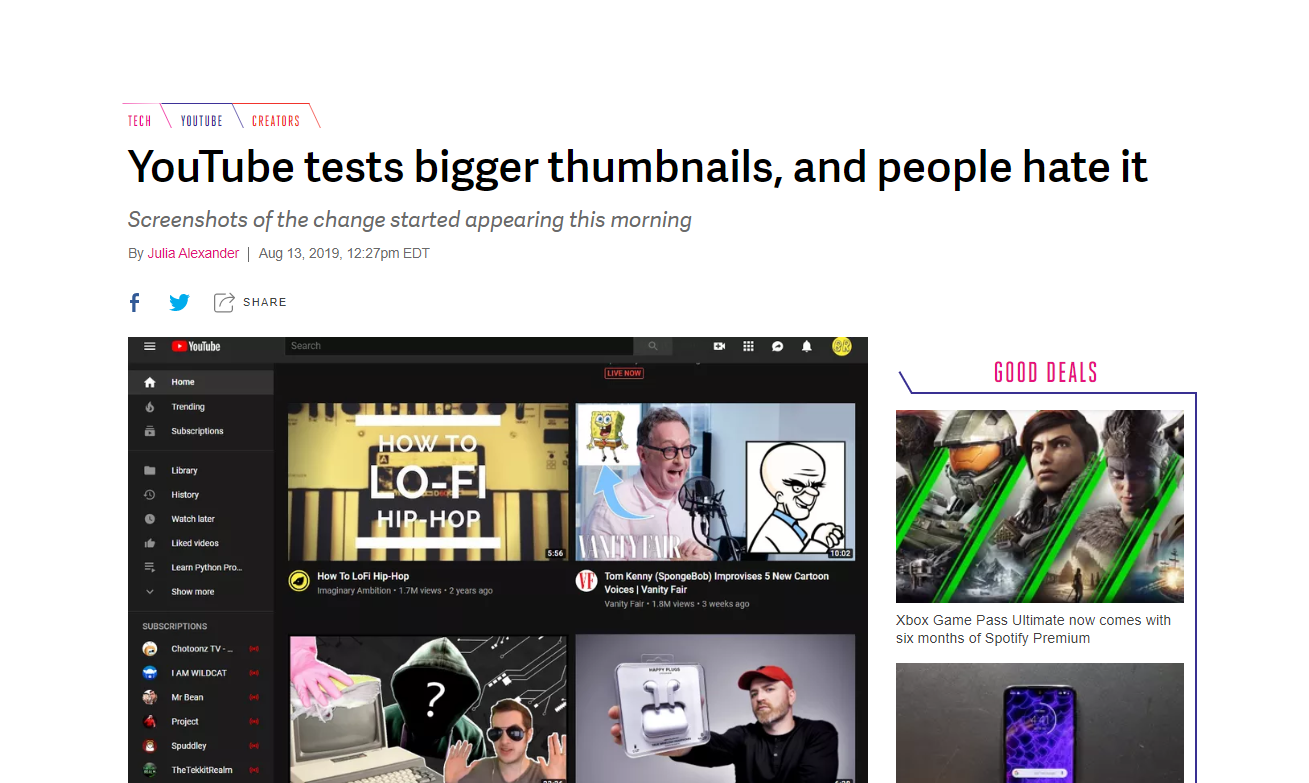 TECH
YOUTUBE
CREATORS
YouTube tests bigger thumbnails, and people hate it
Screenshots of the change started appearing this morning
By Julia Alexander | Aug 13, 2019, 12:27pm EDT
SHARE
YouTube
Search
Home
Trending
Subscriptions
Library
History
Watch later
Liked videos
Learn Python Pro...
Show more
SUBSCRIPTIONS
Chotoonz TV - ...
I AM WILDCAT
Mr Bean
Project
Spuddley
TheTekkitRealm
LIVE NOW
HOW TO
LO-FI
HIP-HOP
5:56
How To LoFi Hip-Hop
Imaginary Ambition • 1.7M views • 2 years ago
VANITY FAIR
10:02
VF
Tom Kenny (SpongeBob) Improvises 5 New Cartoon
Voices | Vanity Fair
Vanity Fair • 1.8M views • 3 weeks ago
?
HAPPY PLUGS
GOOD DEALS
Xbox Game Pass Ultimate now comes with
six months of Spotify Premium
4:41